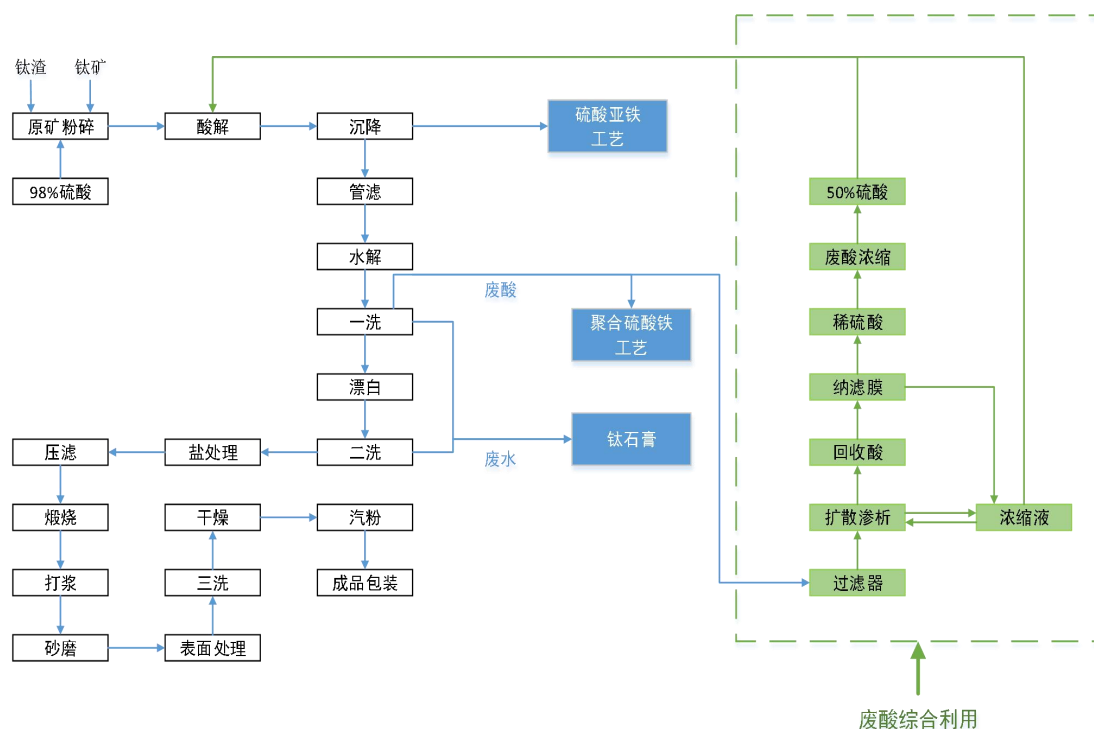 钛渣
钛矿
原矿粉碎
酸解
沉降
硫酸亚铁
工艺
98%硫酸
管滤
50%硫酸
水解
废酸浓缩
废酸
一洗
聚合硫酸铁
工艺
稀硫酸
漂白
纳滤膜
钛石膏
压滤
盐处理
二洗
废水
回收酸
煅烧
干燥
汽粉
扩散渗析
浓缩液
打浆
三洗
成品包装
过滤器
砂磨
表面处理
废酸综合利用